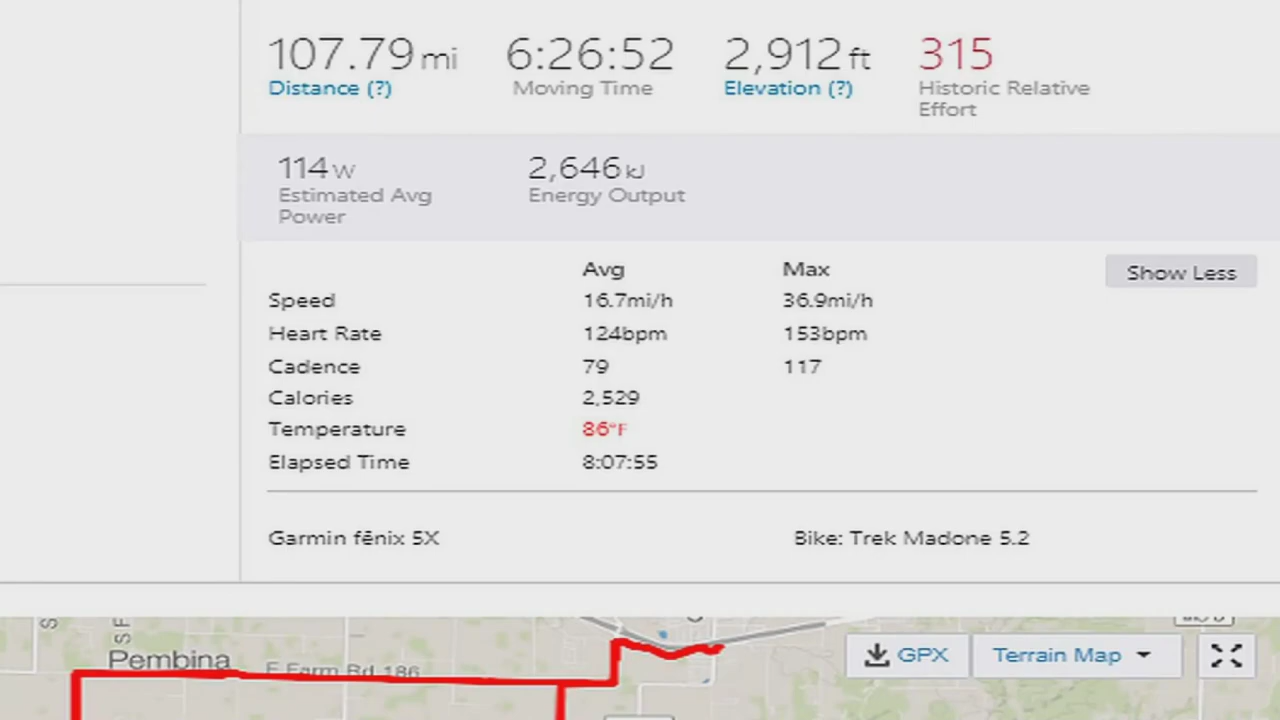 107.79 mi 6:26:52 2,912 ft 315
Distance (?) Moving Time Elevation (?) Historic Relative
Effort
114 W 2,646 kJ
Estimated Avg Energy Output
Power
Avg Max Show Less
Speed 16.7mi/h 36.9mi/h
Heart Rate 124bpm 153bpm
Cadence 79 117
Calories 2,529
Temperature 86°F
Elapsed Time 8:07:55
Garmin fēnix 5X Bike: Trek Madone 5.2
GPX Terrain Map
Pembina E Farm Rd 186